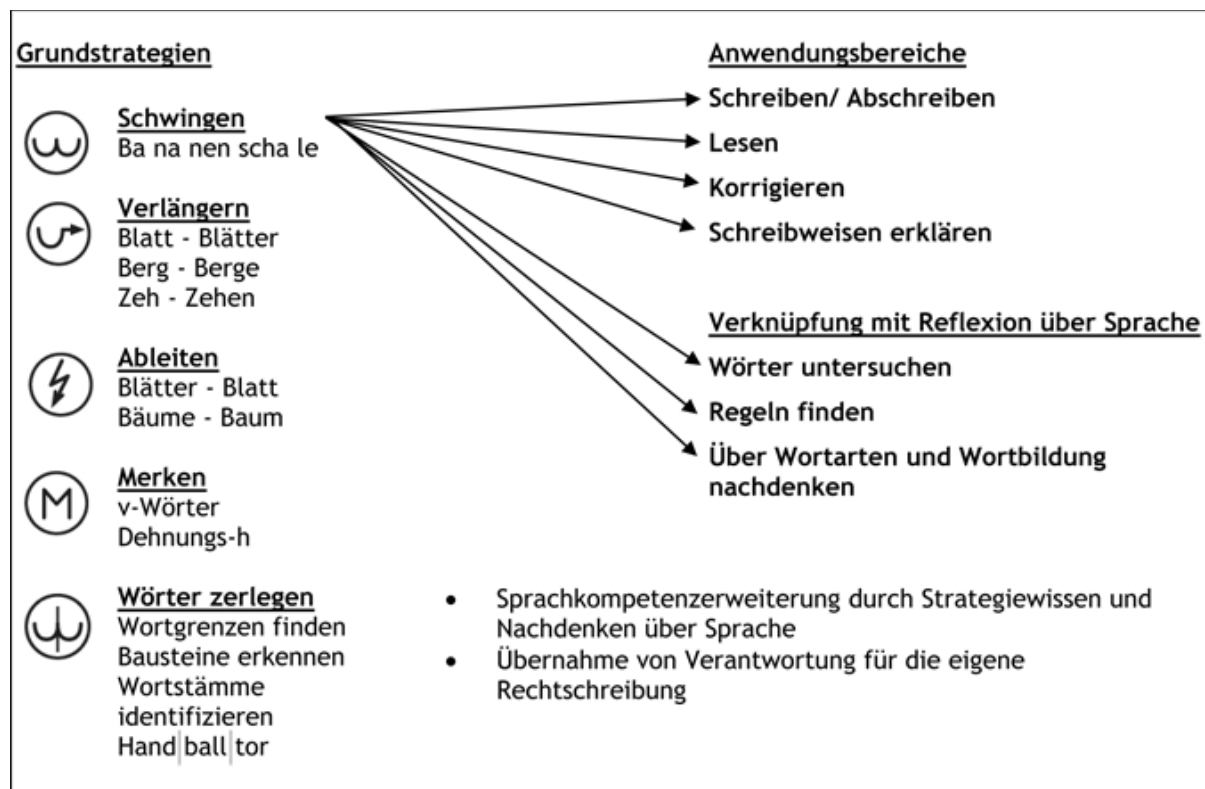 Grundstrategien
Schwingen
Ba na nen scha le
Verlängern
Blatt - Blätter
Berg - Berge
Zeh - Zehen
Ableiten
Blätter - Blatt
Bäume - Baum
M
Merken
v-Wörter
Dehnungs-h
Wörter zerlegen
Wortgrenzen finden
Bausteine erkennen
Wortstämme
identifizieren
Hand|ball|tor
Anwendungsbereiche
Schreiben/ Abschreiben
Lesen
Korrigieren
Schreibweisen erklären
Verknüpfung mit Reflexion über Sprache
Wörter untersuchen
Regeln finden
Über Wortarten und Wortbildung
nachdenken
• Sprachkompetenzerweiterung durch Strategiewissen und
Nachdenken über Sprache
• Übernahme von Verantwortung für die eigene
Rechtschreibung